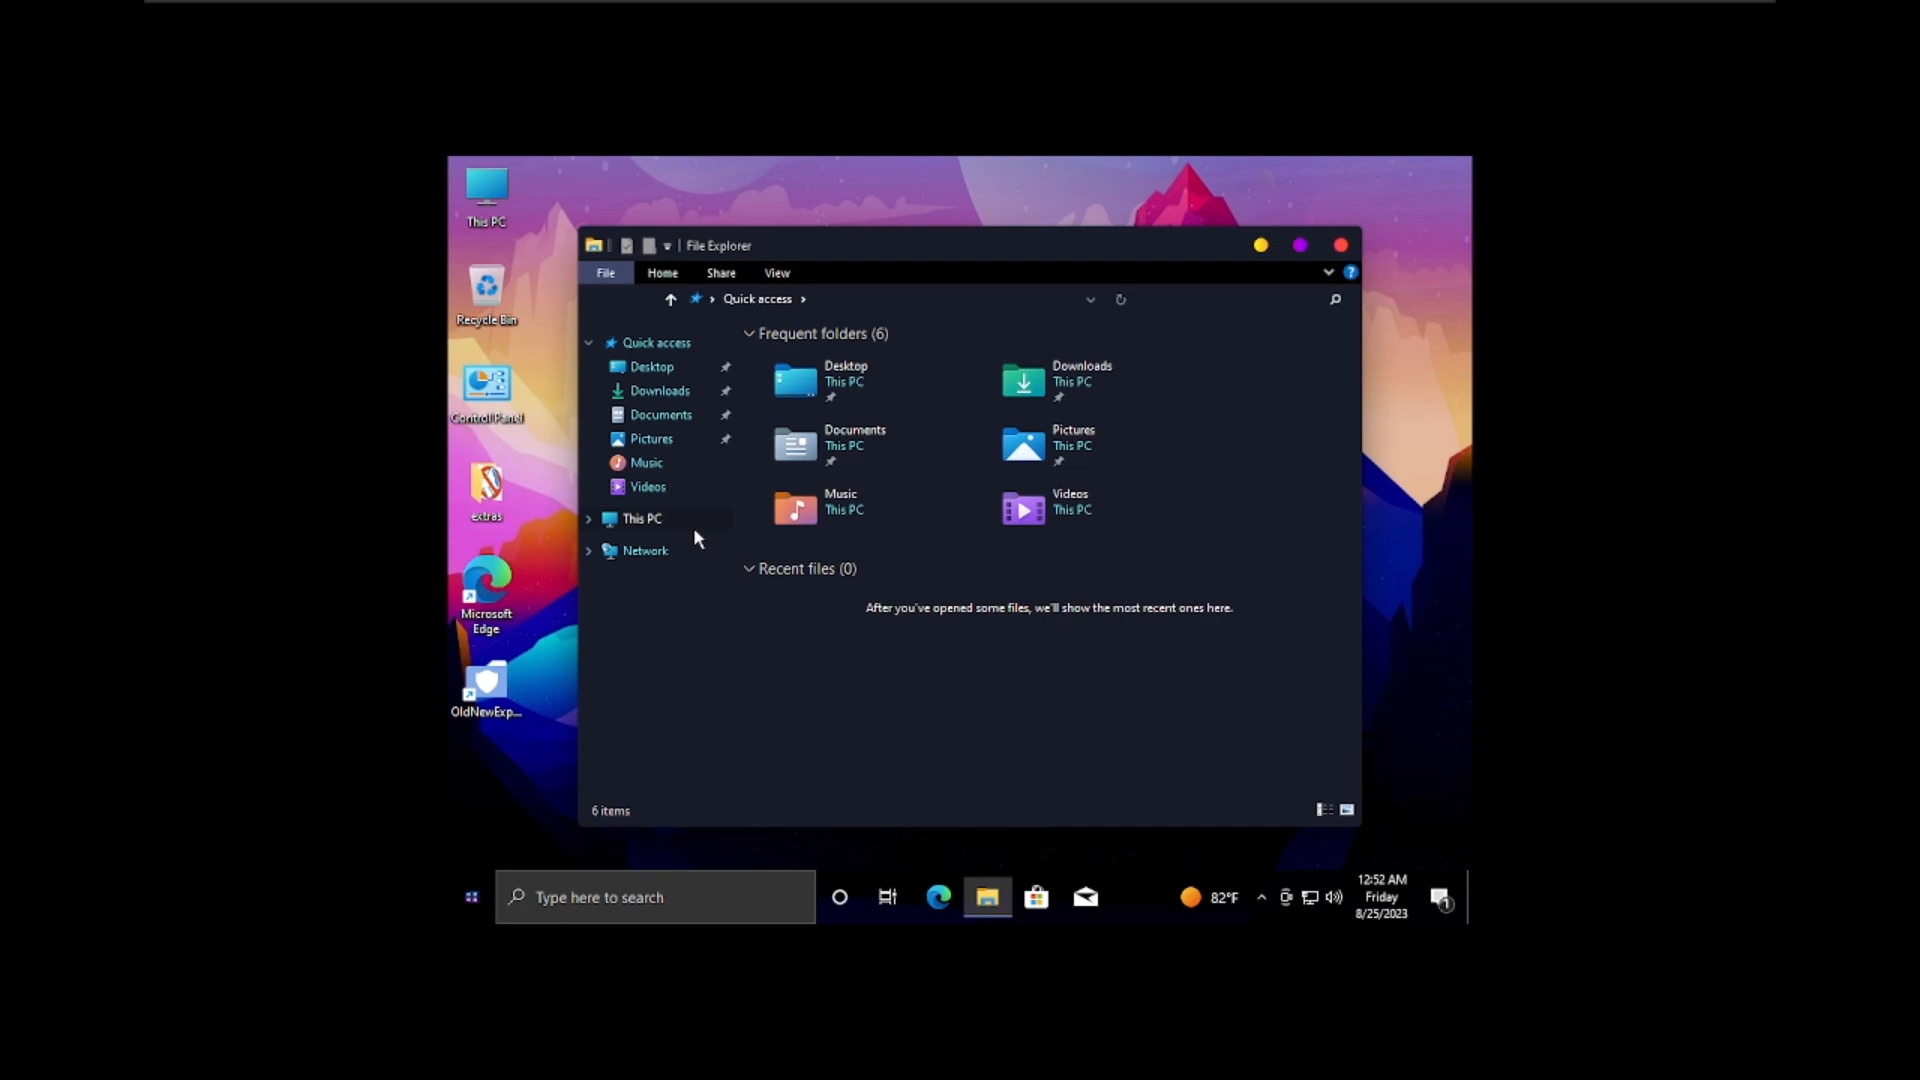 This PC
Recycle Bin
Control Panel
extras
Microsoft
Edge
OldNewExp...
File Explorer
File Home Share View
?
Quick access
Quick access
Desktop
Downloads
Documents
Pictures
Music
Videos
This PC
Network
Frequent folders (6)
Desktop
This PC
Downloads
This PC
Documents
This PC
Pictures
This PC
Music
This PC
Videos
This PC
Recent files (0)
After you've opened some files, we'll show the most recent ones here.
6 items
Type here to search
82°F
12:52 AM
Friday
8/25/2023
1